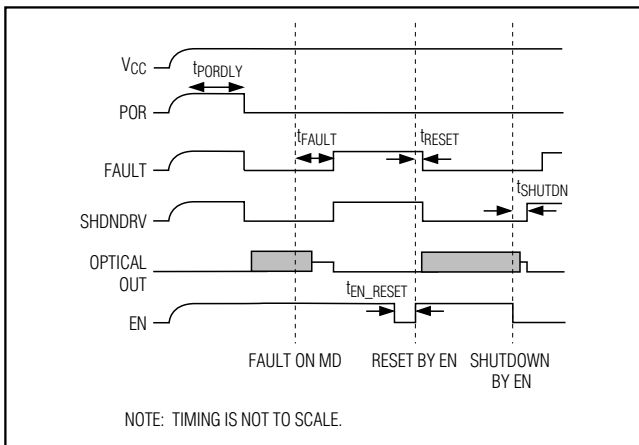 VCC
tPORDLY
POR
tFAULT
tRESET
FAULT
tSHUTDN
SHDNDRV
OPTICAL
OUT
tEN_RESET
EN
FAULT ON MD
RESET BY EN
SHUTDOWN
BY EN
NOTE: TIMING IS NOT TO SCALE.